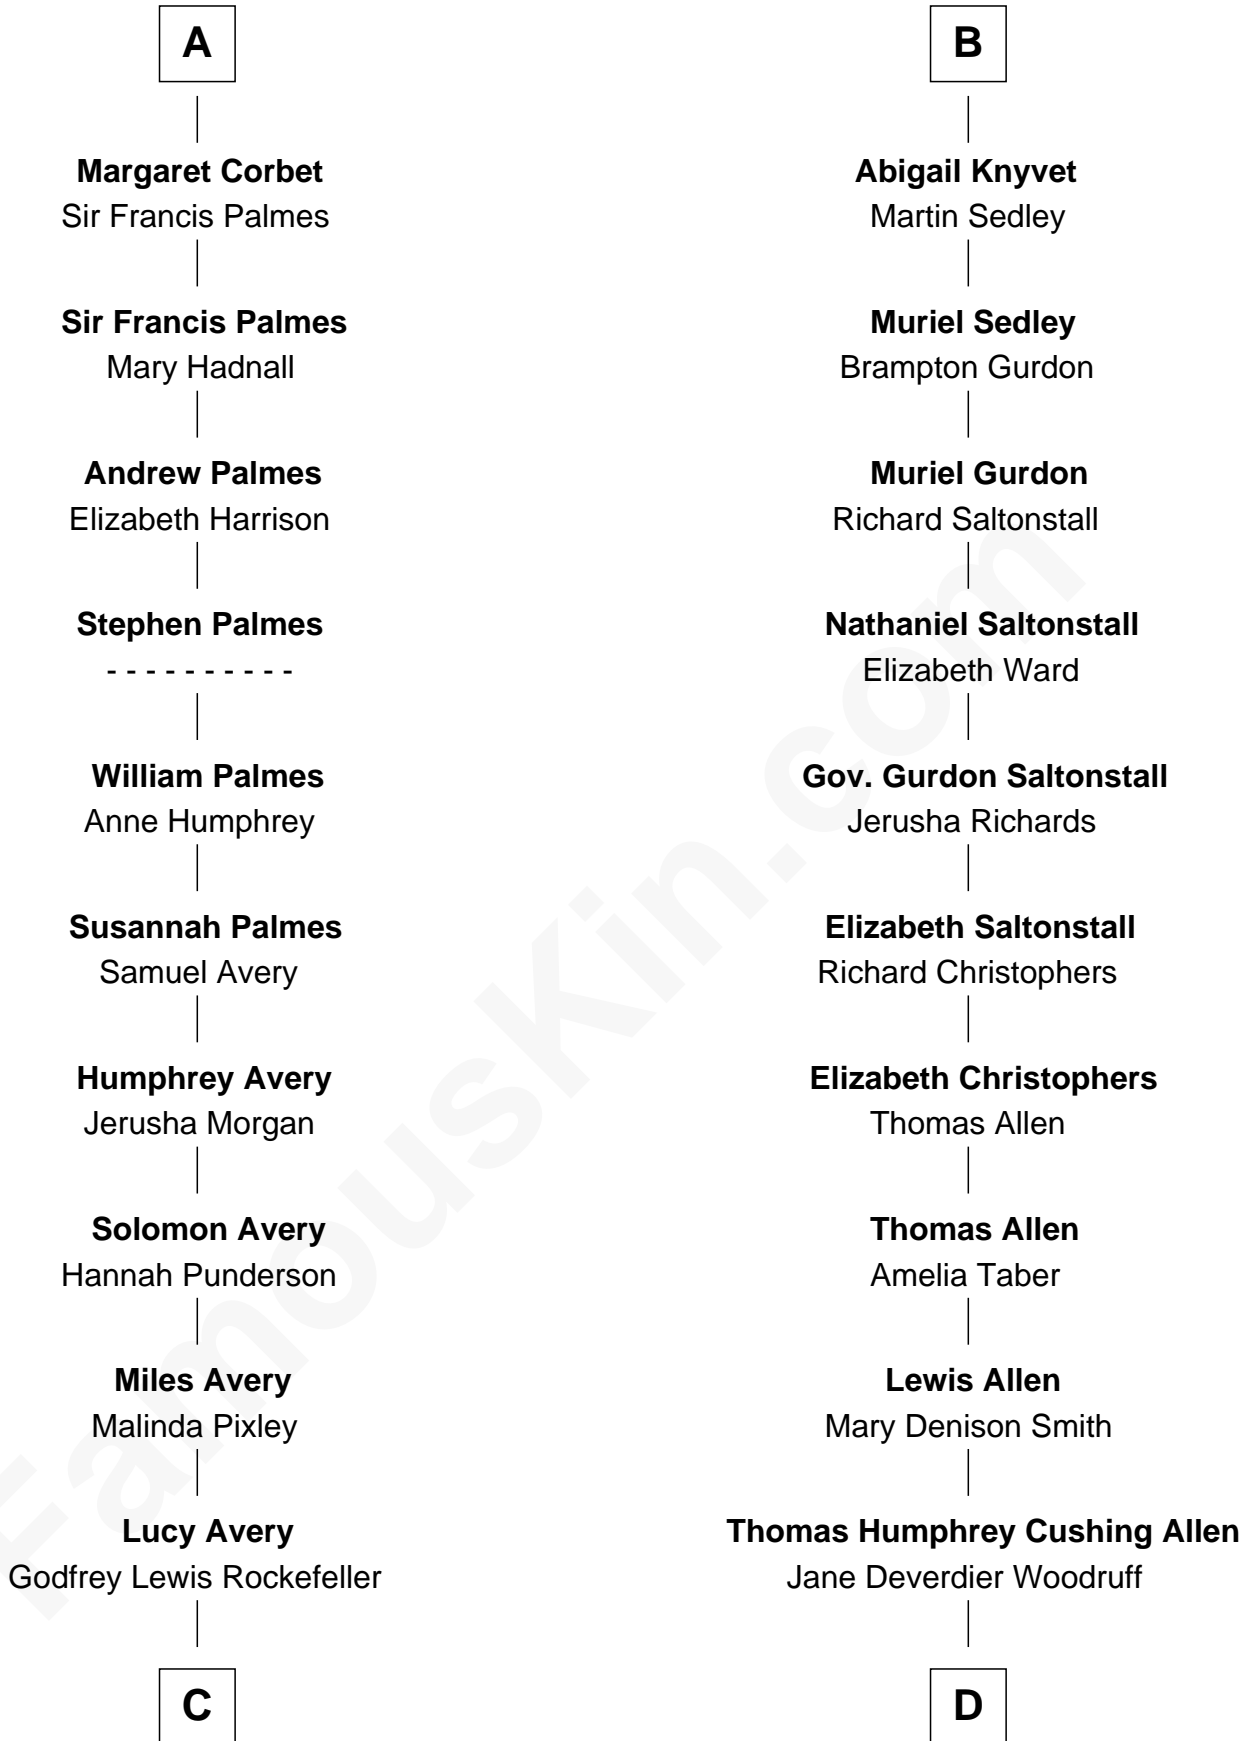 A
Margaret Corbet
Sir Francis Palmes
Sir Francis Palmes
Mary Hadnall
Andrew Palmes
Elizabeth Harrison
Stephen Palmes
- - - - - - - - - -
William Palmes
Anne Humphrey
Susannah Palmes
Samuel Avery
Humphrey Avery
Jerusha Morgan
Solomon Avery
Hannah Punderson
Miles Avery
Malinda Pixley
Lucy Avery
Godfrey Lewis Rockefeller
C
B
Abigail Knyvet
Martin Sedley
Muriel Sedley
Brampton Gurdon
Muriel Gurdon
Richard Saltonstall
Nathaniel Saltonstall
Elizabeth Ward
Gov. Gurdon Saltonstall
Jerusha Richards
Elizabeth Saltonstall
Richard Christophers
Elizabeth Christophers
Thomas Allen
Thomas Allen
Amelia Taber
Lewis Allen
Mary Denison Smith
Thomas Humphrey Cushing Allen
Jane Deverdier Woodruff
D
FamousKin.com